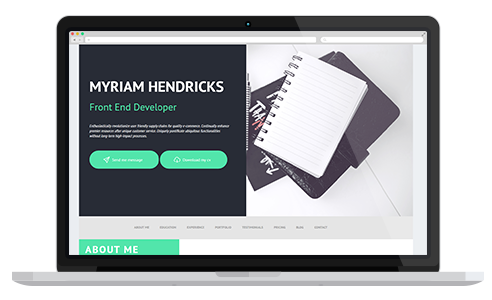 MYRIAM HENDRICKS
Front End Developer
Enthusiastically revolutionize user friendly supply chains for quality e-commerce. Continually enhance
premier resources after unique customer service. Uniquely pontificate ubiquitous functionalities
without long-term high-impact processes.
Send me message
Download my cv
ABOUT ME EDUCATION EXPERIENCE PORTFOLIO TESTIMONIALS PRICING BLOG CONTACT
ABOUT ME